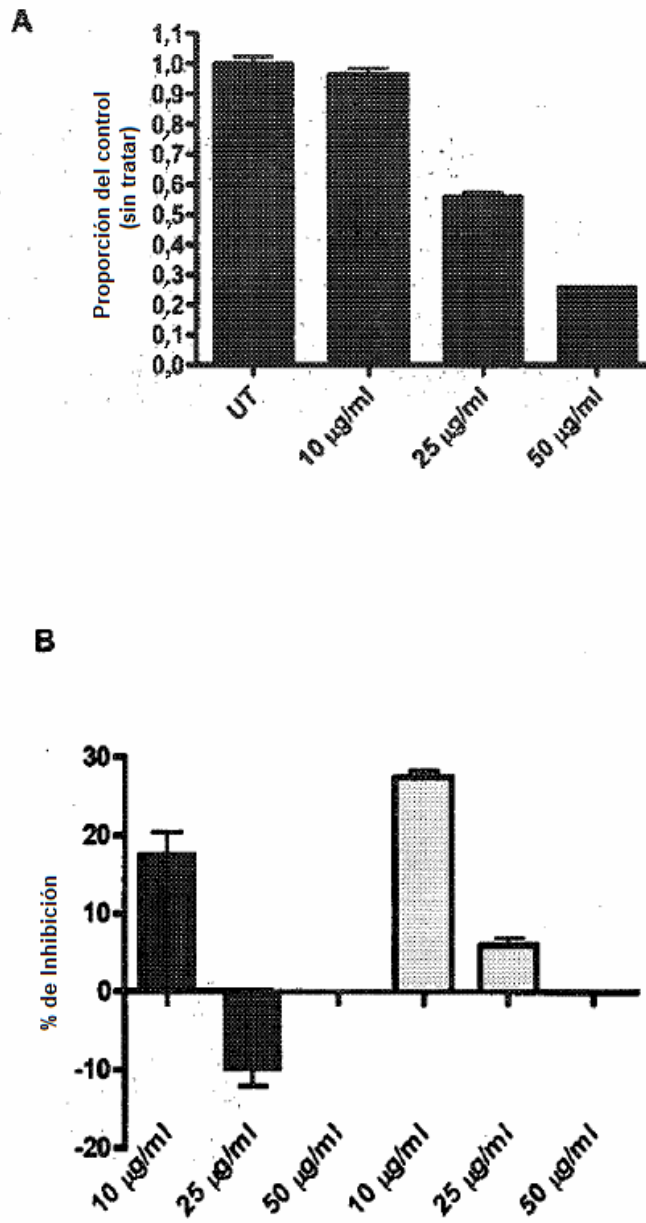 A
Proporción del control
(sin tratar)
1,1
1,0
0,9
0,8
0,7
0,6
0,5
0,4
0,3
0,2
0,1
0,0
UT
10 µg/ml
25 µg/ml
50 µg/ml
B
% de Inhibición
30
20
10
0
-10
-20
10 µg/ml
25 µg/ml
50 µg/ml
10 µg/ml
25 µg/ml
50 µg/ml